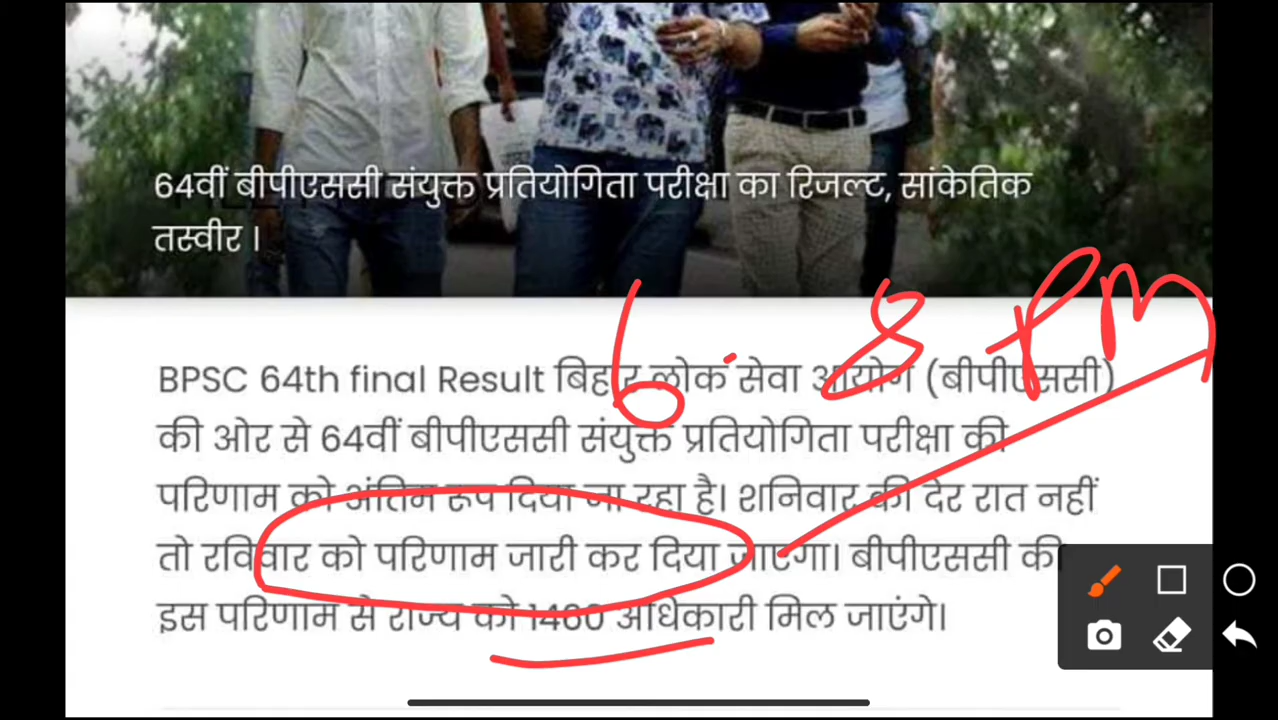 64वीं बीपीएससी संयुक्त प्रतियोगिता परीक्षा का रिजल्ट, सांकेतिक
तस्वीर ।
6. 8 PM
BPSC 64th final Result बिहार लोक सेवा आयोग (बीपीएससी)
की ओर से 64वीं बीपीएससी संयुक्त प्रतियोगिता परीक्षा की
परिणाम को अंतिम रूप दिया जा रहा है। शनिवार की देर रात नहीं
तो रविवार को परिणाम जारी कर दिया जाएगा। बीपीएससी की
इस परिणाम से राज्य को 1460 अधिकारी मिल जाएंगे।